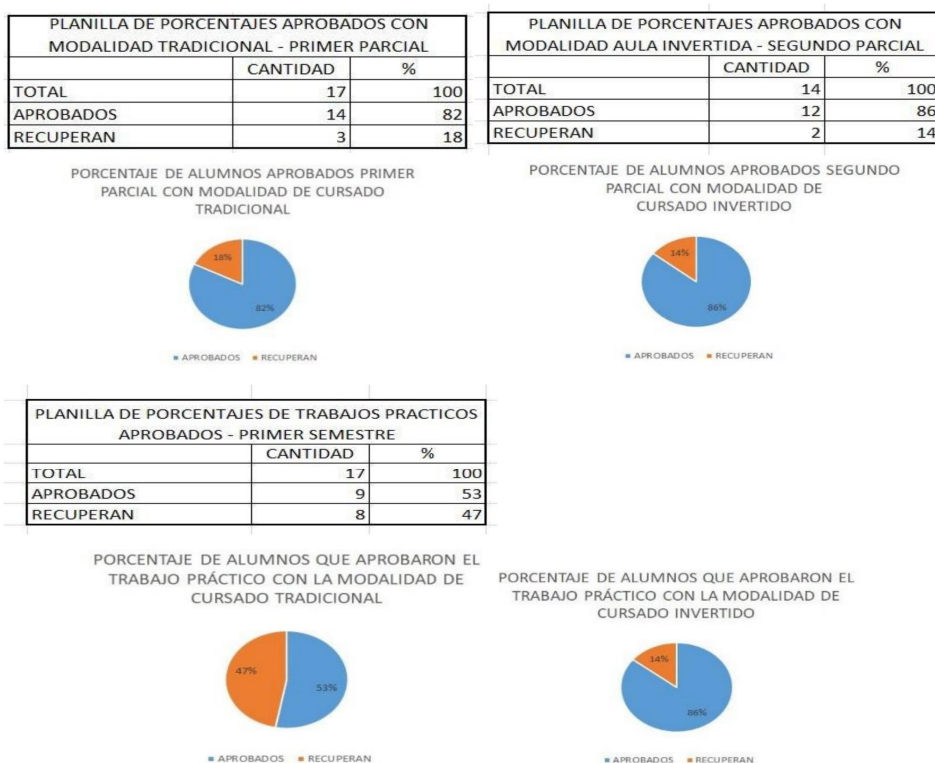 PLANILLA DE PORCENTAJES APROBADOS CON
MODALIDAD TRADICIONAL - PRIMER PARCIAL
CANTIDAD %
TOTAL 17 100
APROBADOS 14 82
RECUPERAN 3 18
PLANILLA DE PORCENTAJES APROBADOS CON
MODALIDAD AULA INVERTIDA - SEGUNDO PARCIAL
CANTIDAD %
TOTAL 14 100
APROBADOS 12 86
RECUPERAN 2 14
PORCENTAJE DE ALUMNOS APROBADOS PRIMER
PARCIAL CON MODALIDAD DE CURSADO
TRADICIONAL
18%
82%
APROBADOS RECUPERAN
PORCENTAJE DE ALUMNOS APROBADOS SEGUNDO
PARCIAL CON MODALIDAD DE
CURSADO INVERTIDO
14%
86%
APROBADOS RECUPERAN
PLANILLA DE PORCENTAJES DE TRABAJOS PRACTICOS
APROBADOS - PRIMER SEMESTRE
CANTIDAD %
TOTAL 17 100
APROBADOS 9 53
RECUPERAN 8 47
PORCENTAJE DE ALUMNOS QUE APROBARON EL
TRABAJO PRÁCTICO CON LA MODALIDAD DE
CURSADO TRADICIONAL
47%
53%
APROBADOS RECUPERAN
PORCENTAJE DE ALUMNOS QUE APROBARON EL
TRABAJO PRÁCTICO CON LA MODALIDAD DE
CURSADO INVERTIDO
14%
86%
APROBADOS RECUPERAN